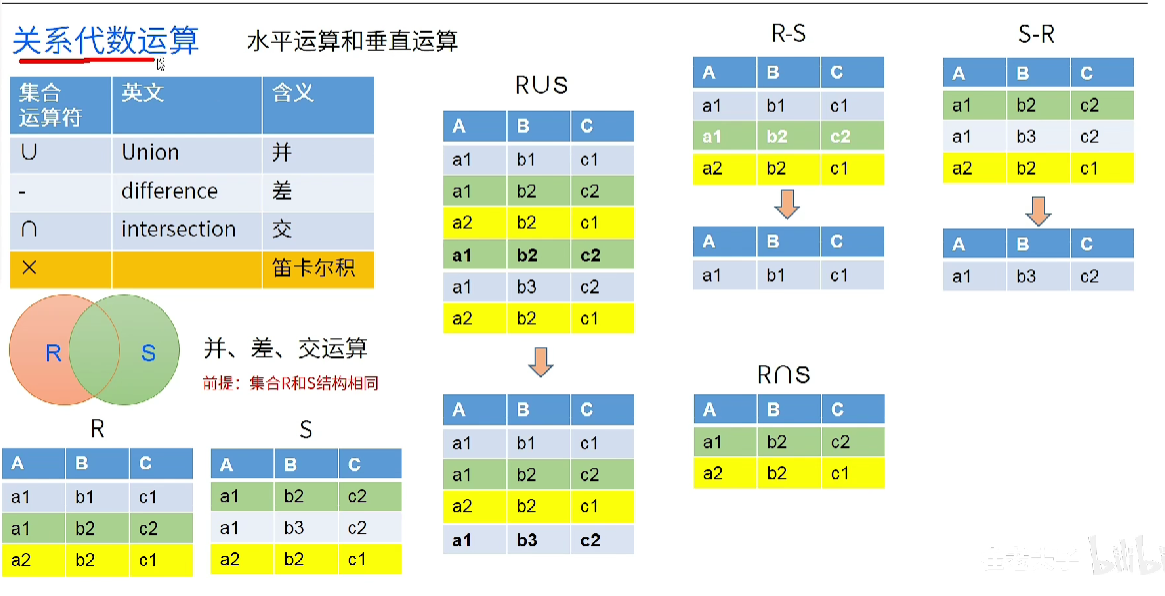 关系代数运算
水平运算和垂直运算
集合
运算符 英文 含义
∪ Union 并
- difference 差
∩ intersection 交
× 笛卡尔积
R S
并、差、交运算
前提：集合R和S结构相同
R
A B C
a1 b1 c1
a1 b2 c2
a2 b2 c1
S
A B C
a1 b2 c2
a1 b3 c2
a2 b2 c1
R∪S
A B C
a1 b1 c1
a1 b2 c2
a2 b2 c1
a1 b2 c2
a1 b3 c2
a2 b2 c1
A B C
a1 b1 c1
a1 b2 c2
a2 b2 c1
a1 b3 c2
R-S
A B C
a1 b1 c1
a1 b2 c2
a2 b2 c1
A B C
a1 b1 c1
S-R
A B C
a1 b2 c2
a1 b3 c2
a2 b2 c1
A B C
a1 b3 c2
R∩S
A B C
a1 b2 c2
a2 b2 c1